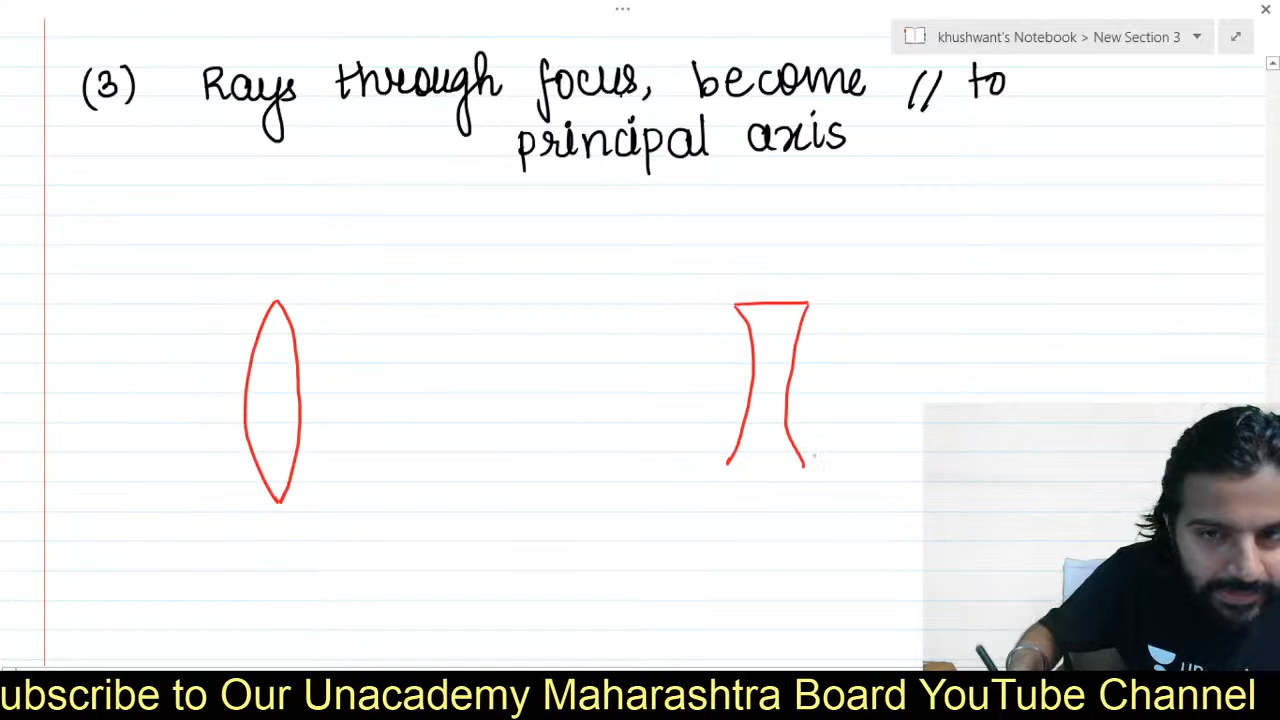 khushwant's Notebook > New Section 3
(3) Rays through focus, become // to
principal axis
ubscribe to Our Unacademy Maharashtra Board YouTube Channel